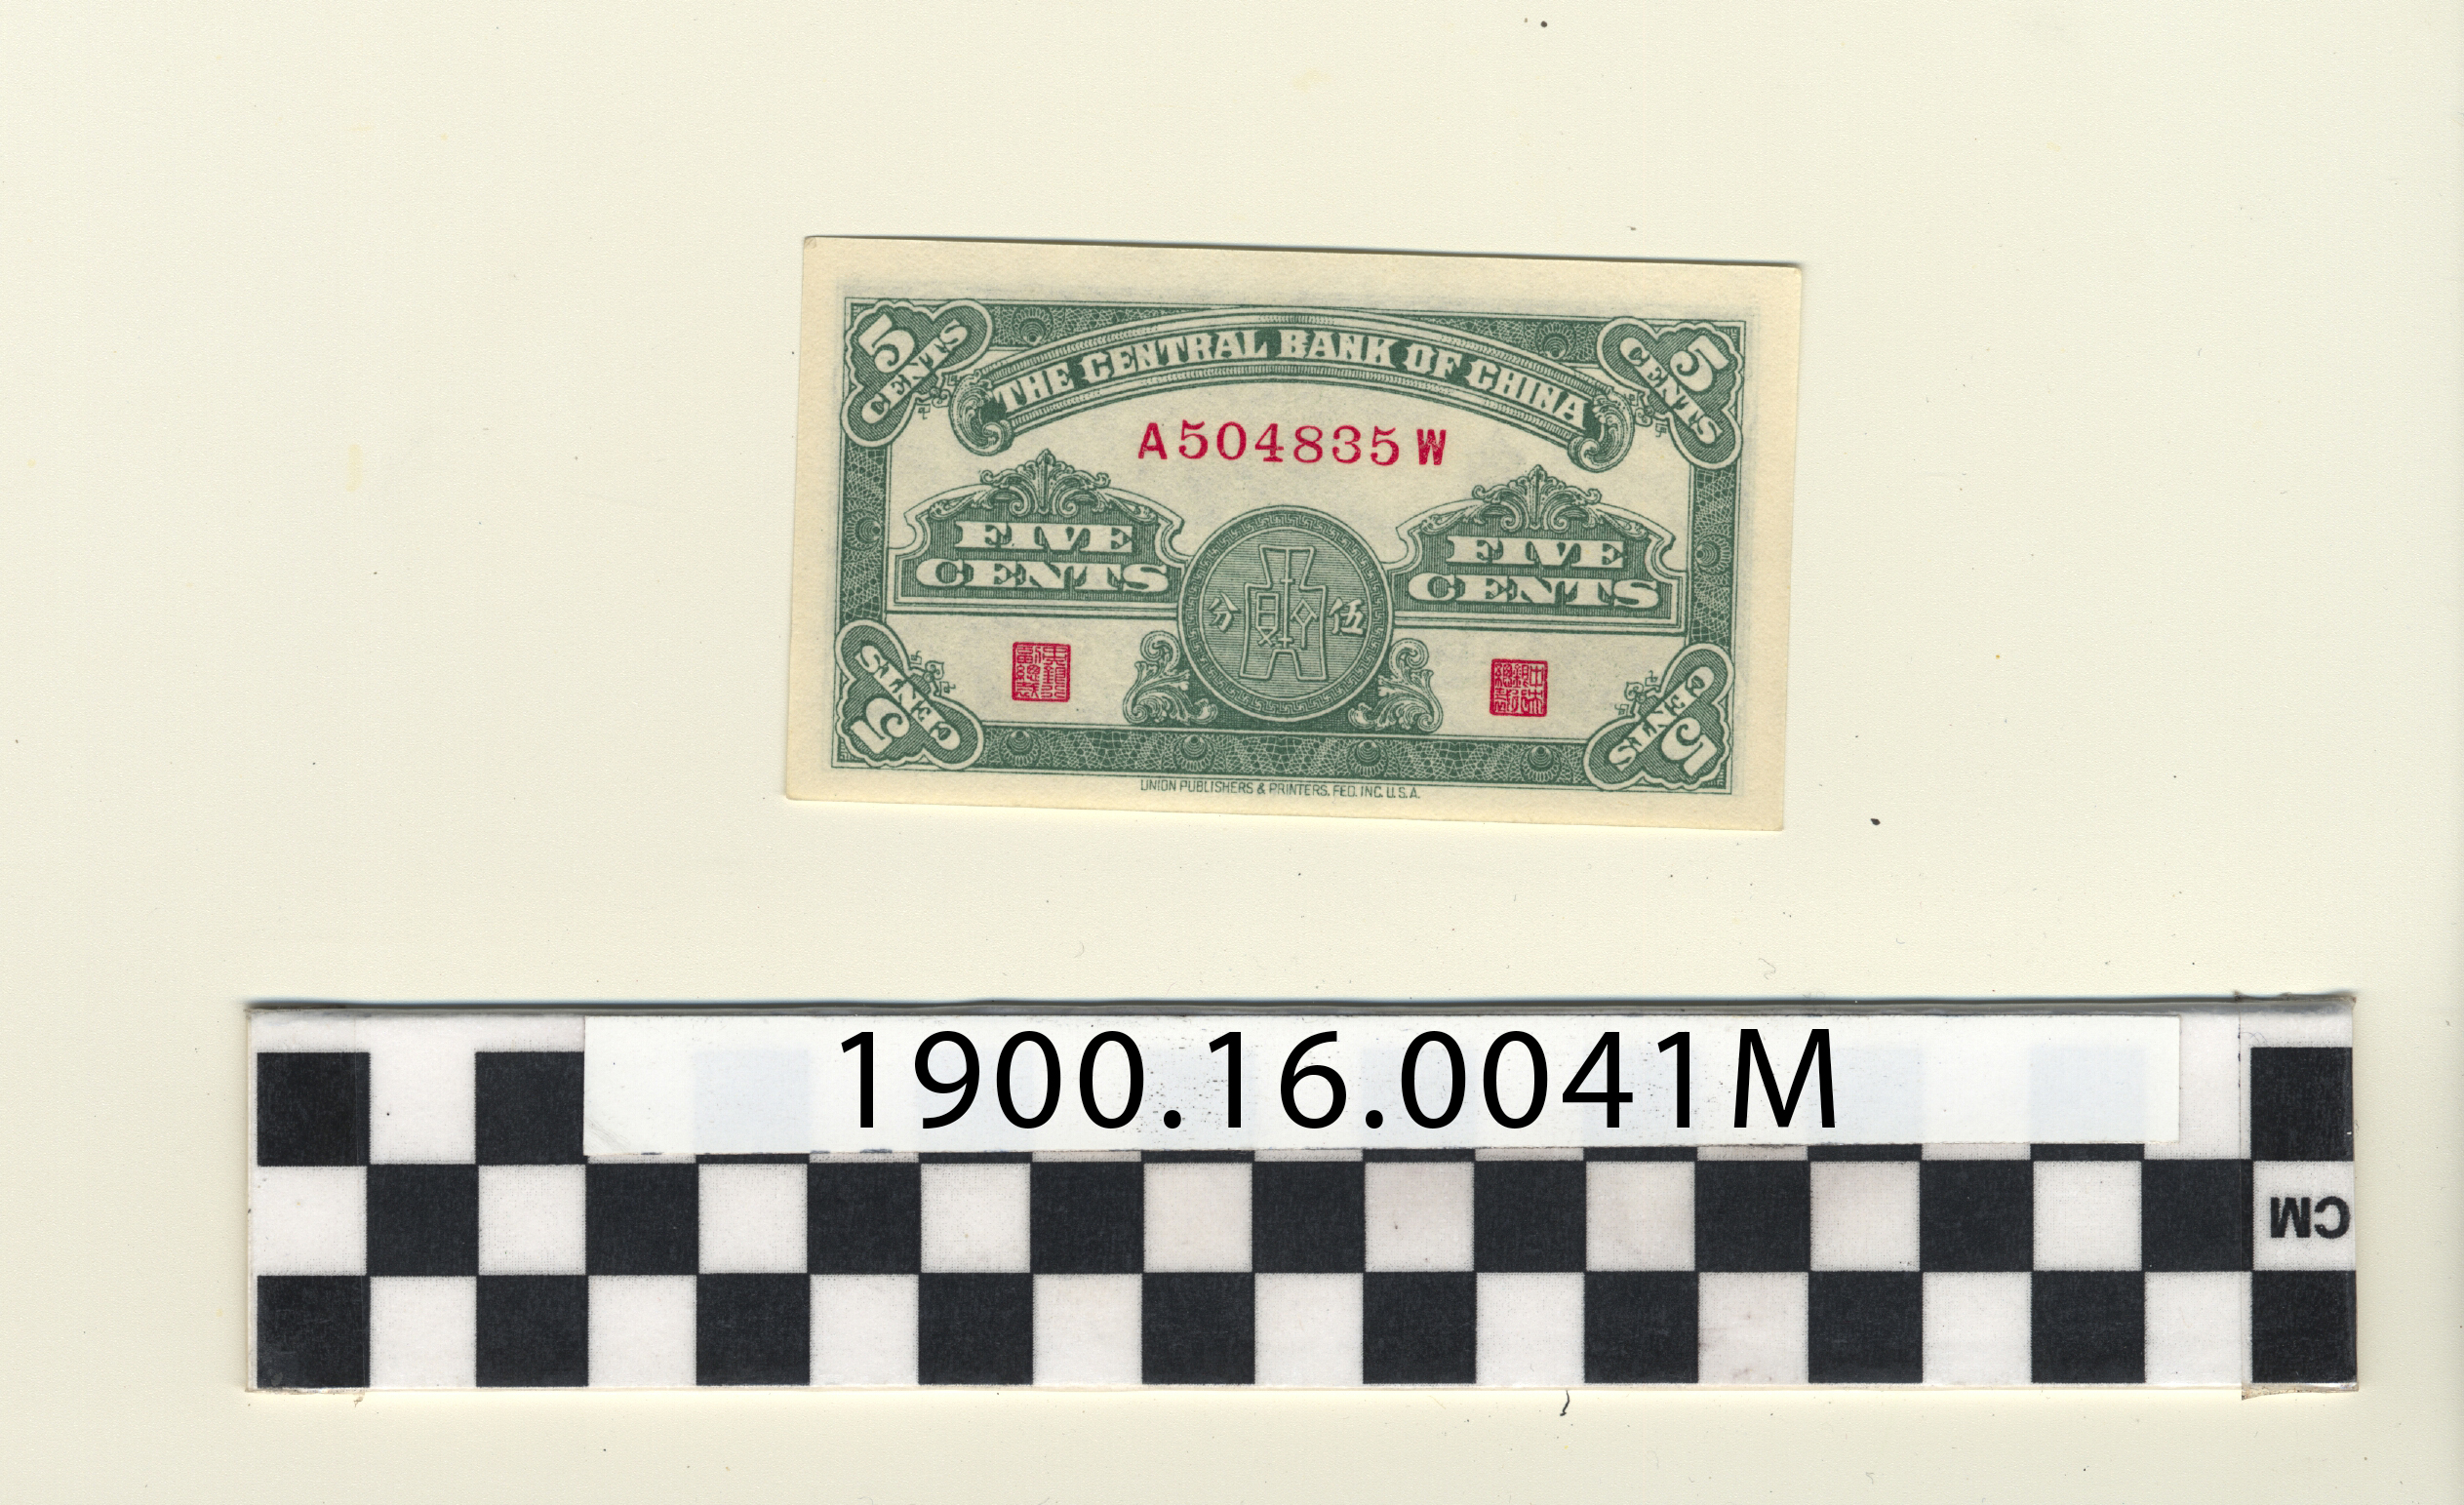 5 CENTS
THE CENTRAL BANK OF CHINA
5 CENTS
A504835W
FIVE CENTS
FIVE CENTS
分 伍
5 CENTS
5 CENTS
UNION PUBLISHERS & PRINTERS. FED. INC. U.S.A.
1900.16.0041M
CM